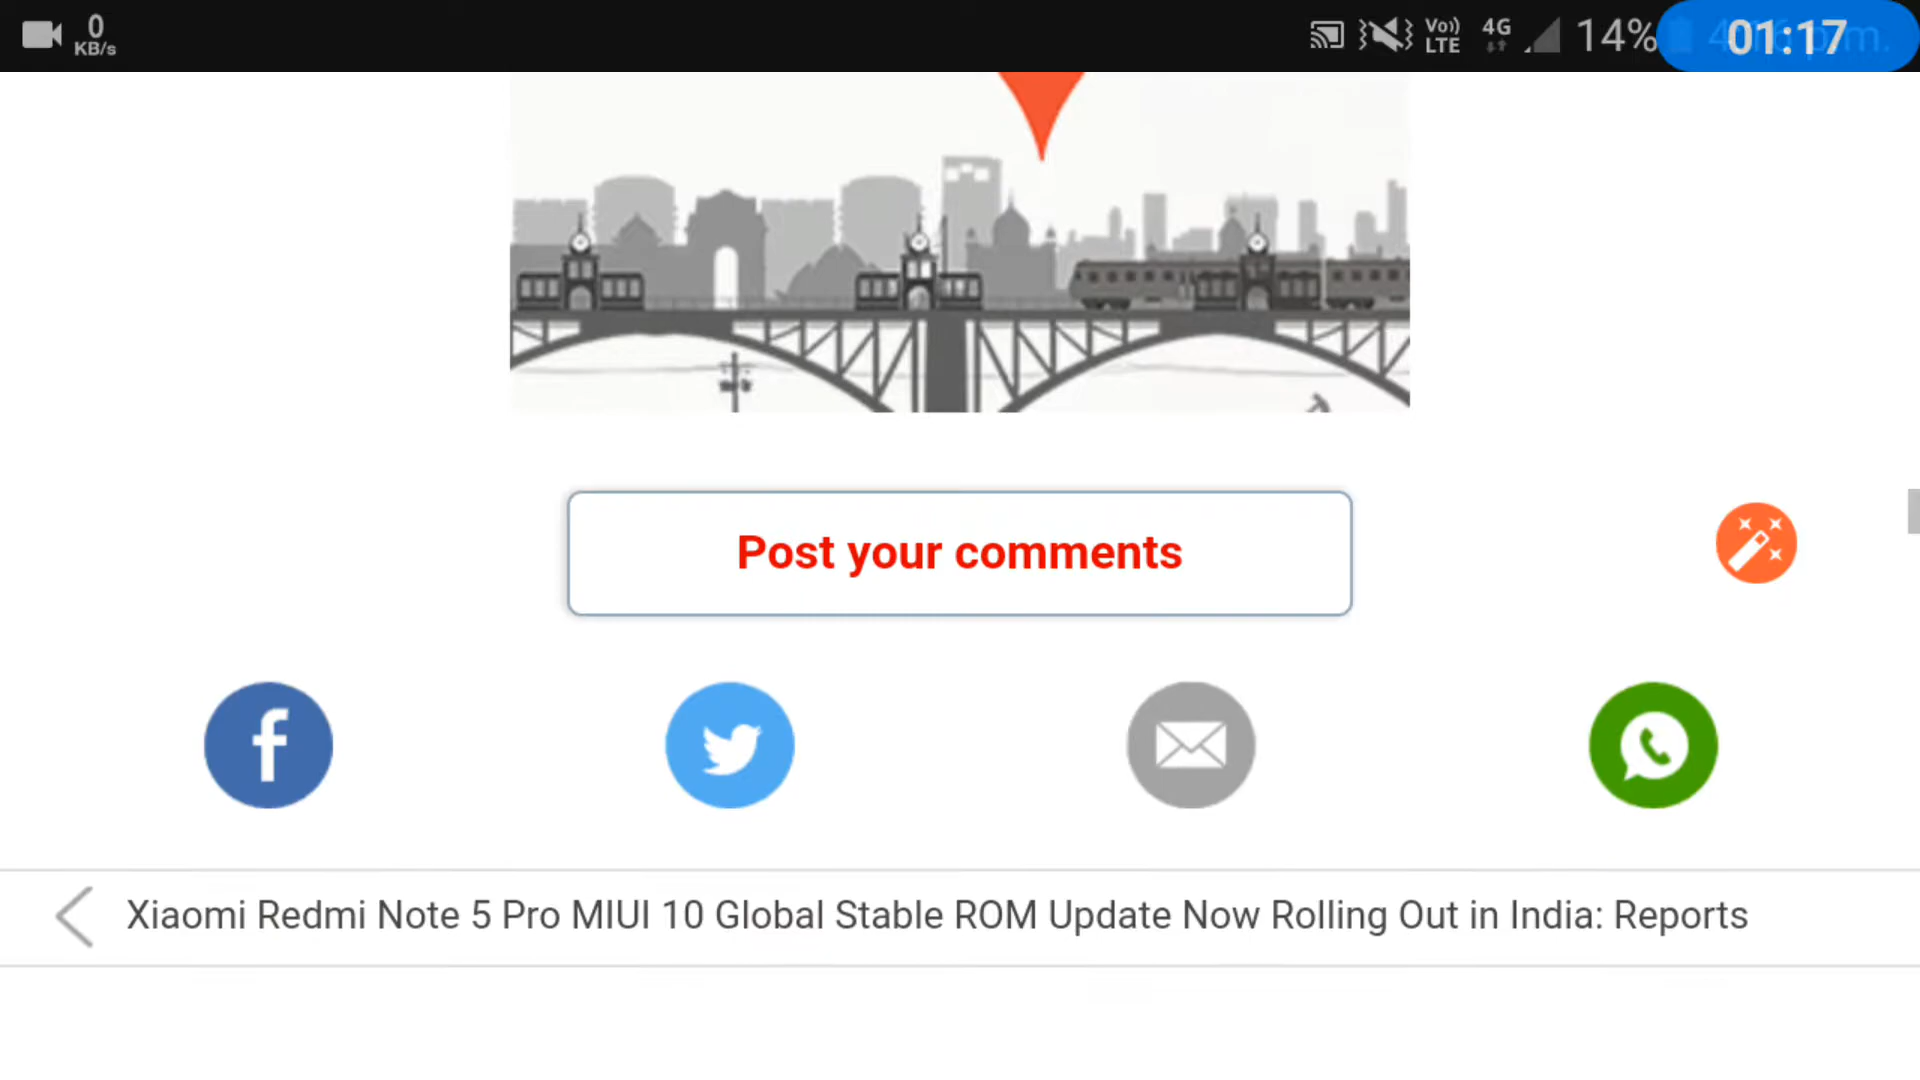 0
KB/s
Vo))
LTE
4G
14%
01:17
Post your comments
Xiaomi Redmi Note 5 Pro MIUI 10 Global Stable ROM Update Now Rolling Out in India: Reports